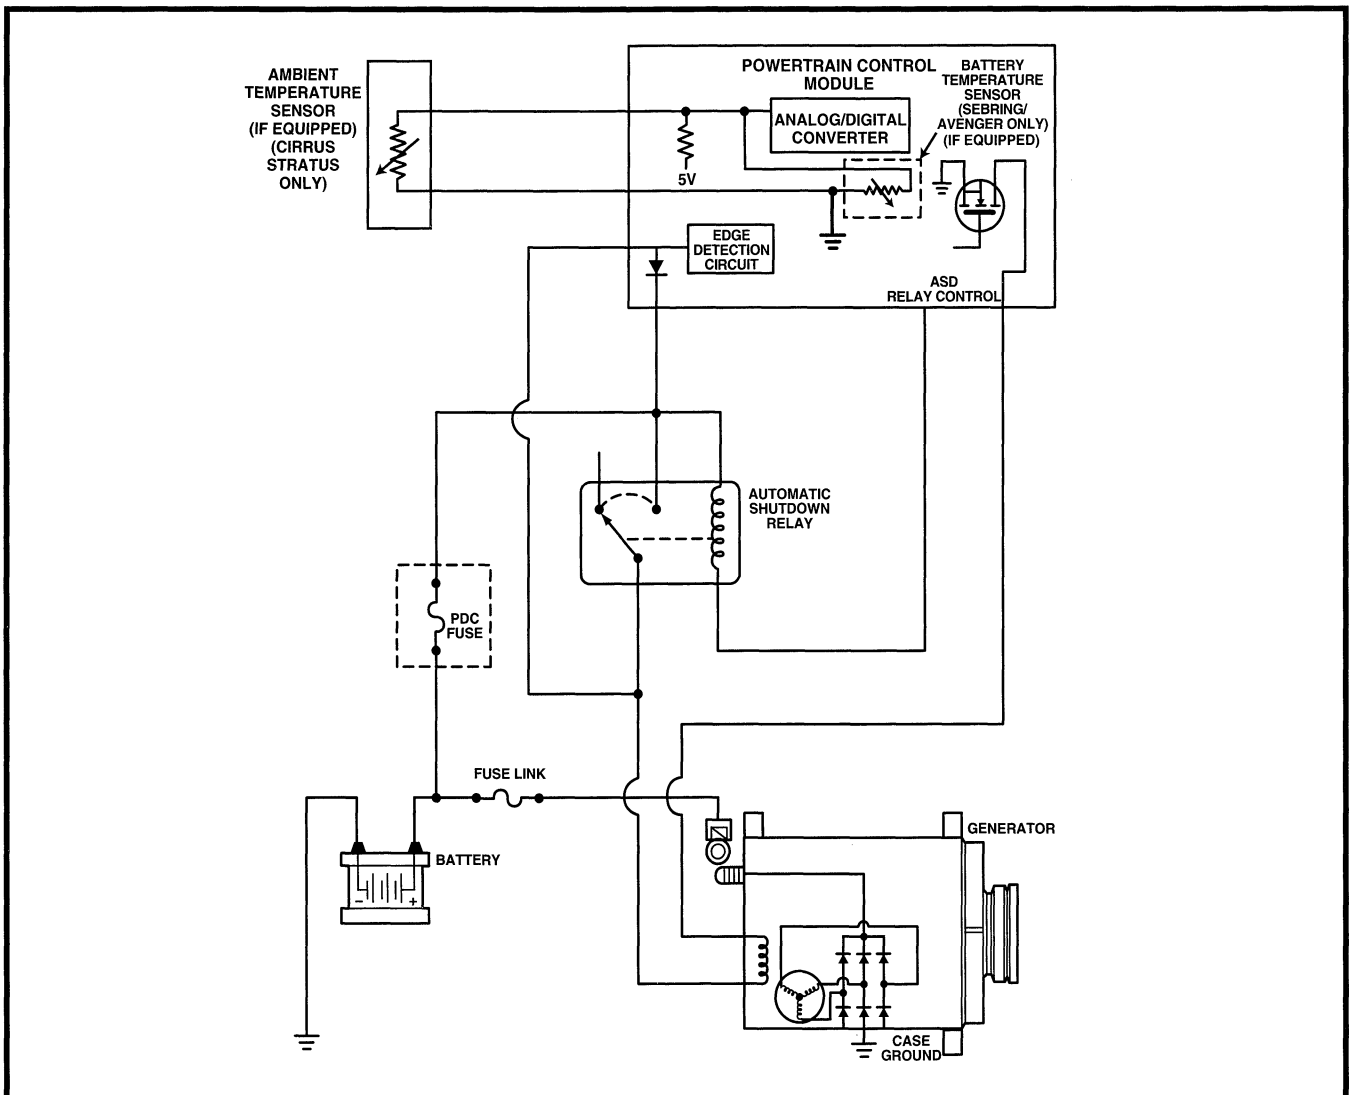 AMBIENT
TEMPERATURE
SENSOR
(IF EQUIPPED)
(CIRRUS
STRATUS
ONLY)
POWERTRAIN CONTROL
MODULE
ANALOG/DIGITAL
CONVERTER
BATTERY
TEMPERATURE
SENSOR
(SEBRING/
AVENGER ONLY)
(IF EQUIPPED)
5V
EDGE
DETECTION
CIRCUIT
ASD
RELAY CONTROL
AUTOMATIC
SHUTDOWN
RELAY
PDC
FUSE
FUSE LINK
BATTERY
- +
GENERATOR
CASE
GROUND